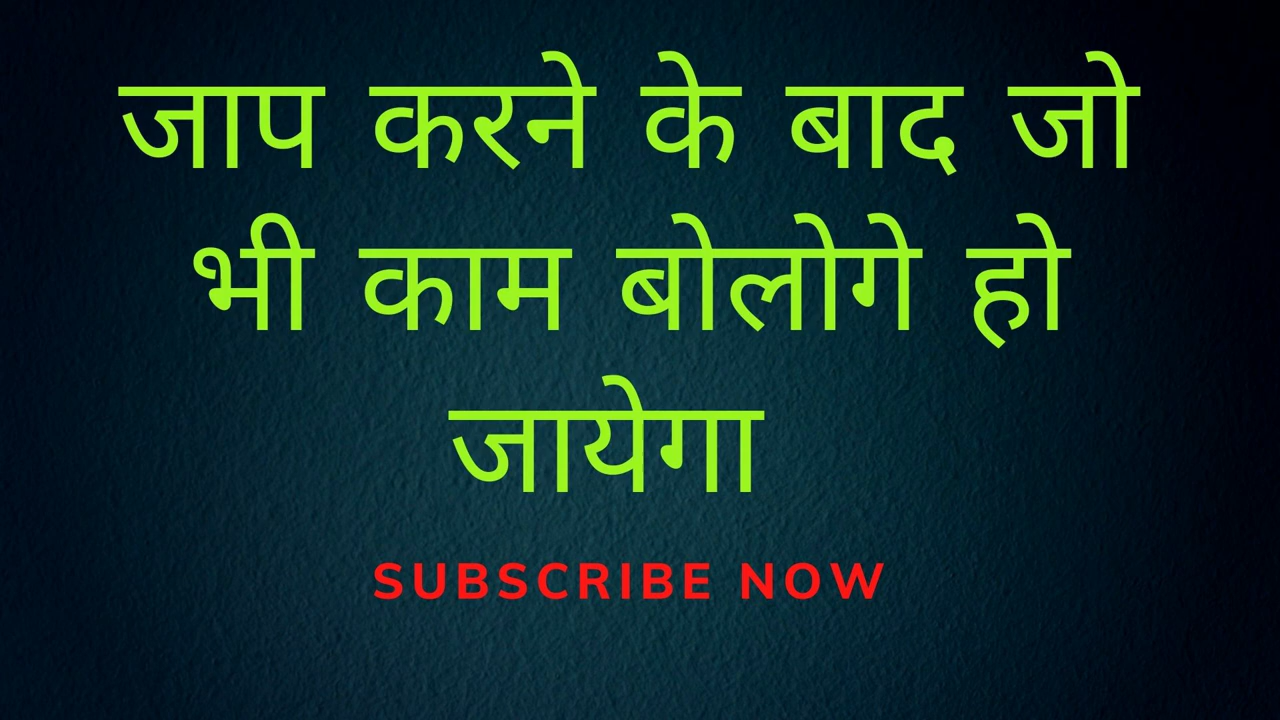 जाप करने के बाद जो
भी काम बोलोगे हो
जायेगा
SUBSCRIBE NOW